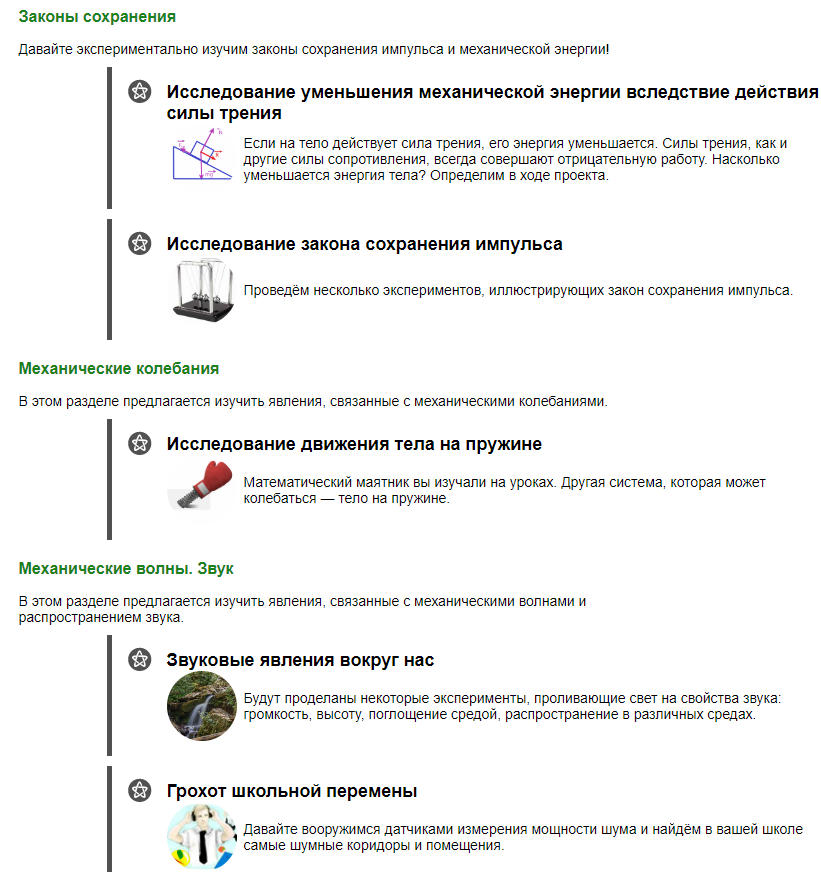 Законы сохранения
Давайте экспериментально изучим законы сохранения импульса и механической энергии!
Исследование уменьшения механической энергии вследствие действия
силы трения
Если на тело действует сила трения, его энергия уменьшается. Силы трения, как и
другие силы сопротивления, всегда совершают отрицательную работу. Насколько
уменьшается энергия тела? Определим в ходе проекта.
Исследование закона сохранения импульса
Проведём несколько экспериментов, иллюстрирующих закон сохранения импульса.
Механические колебания
В этом разделе предлагается изучить явления, связанные с механическими колебаниями.
Исследование движения тела на пружине
Математический маятник вы изучали на уроках. Другая система, которая может
колебаться — тело на пружине.
Механические волны. Звук
В этом разделе предлагается изучить явления, связанные с механическими волнами и
распространением звука.
Звуковые явления вокруг нас
Будут проделаны некоторые эксперименты, проливающие свет на свойства звука:
громкость, высоту, поглощение средой, распространение в различных средах.
Грохот школьной перемены
Давайте вооружимся датчиками измерения мощности шума и найдём в вашей школе
самые шумные коридоры и помещения.